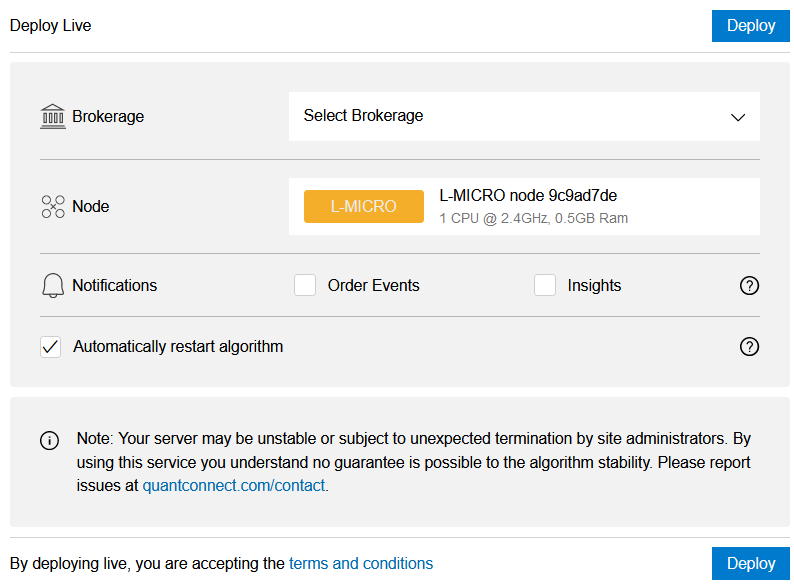 Deploy Live
Deploy
Brokerage
Select Brokerage
Node
L-MICRO
L-MICRO node 9c9ad7de
1 CPU @ 2.4GHz, 0.5GB Ram
Notifications
Order Events
Insights
Automatically restart algorithm
Note: Your server may be unstable or subject to unexpected termination by site administrators. By
using this service you understand no guarantee is possible to the algorithm stability. Please report
issues at quantconnect.com/contact.
By deploying live, you are accepting the terms and conditions
Deploy